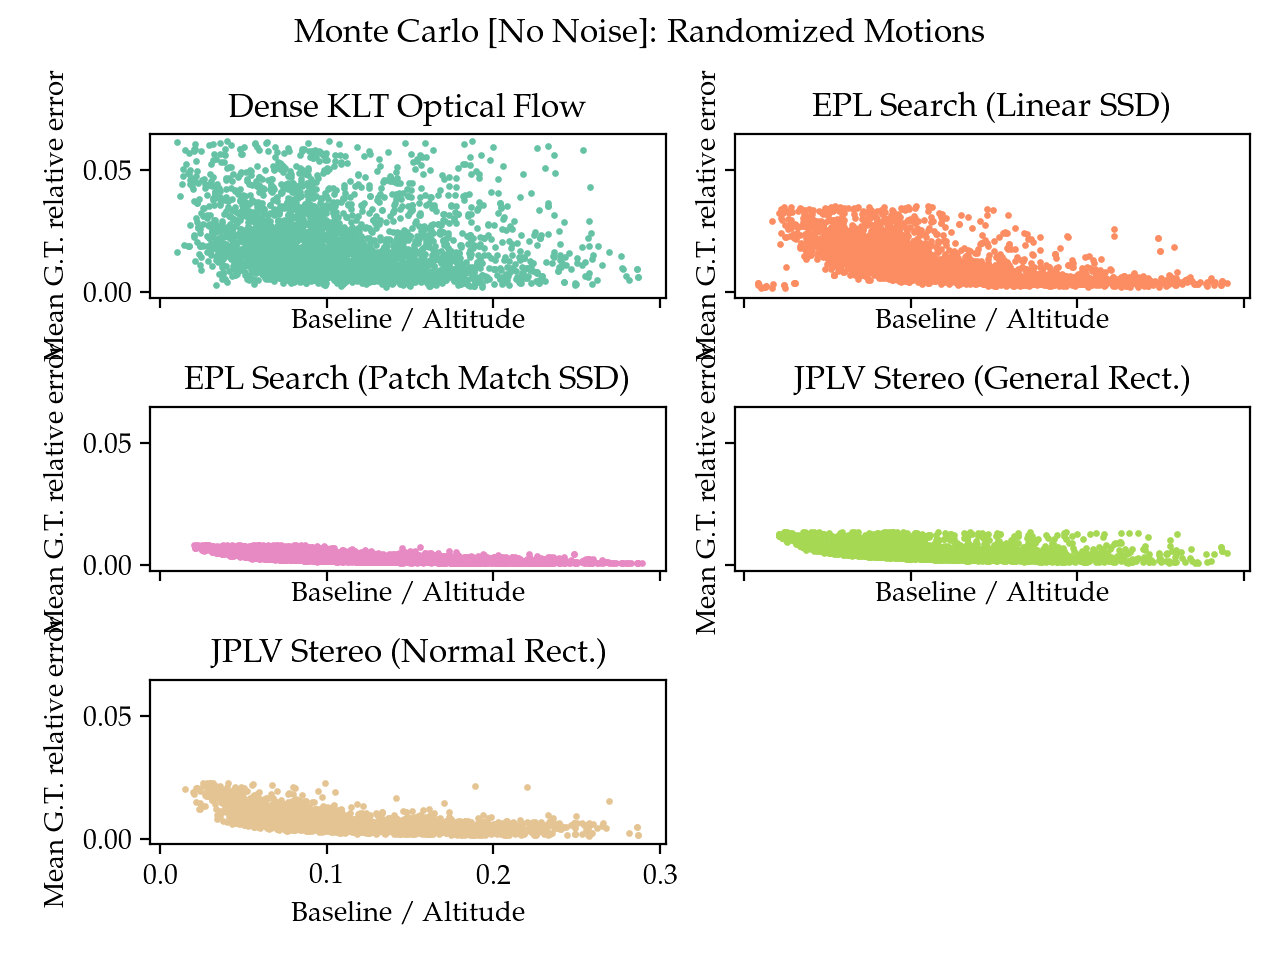 Monte Carlo [No Noise]: Randomized Motions
Dense KLT Optical Flow
Mean G.T. relative error
0.05
0.00
Baseline / Altitude
EPL Search (Linear SSD)
Mean G.T. relative error
Baseline / Altitude
EPL Search (Patch Match SSD)
Mean G.T. relative error
0.05
0.00
Baseline / Altitude
JPLV Stereo (General Rect.)
Mean G.T. relative error
Baseline / Altitude
JPLV Stereo (Normal Rect.)
Mean G.T. relative error
0.05
0.00
0.0 0.1 0.2 0.3
Baseline / Altitude